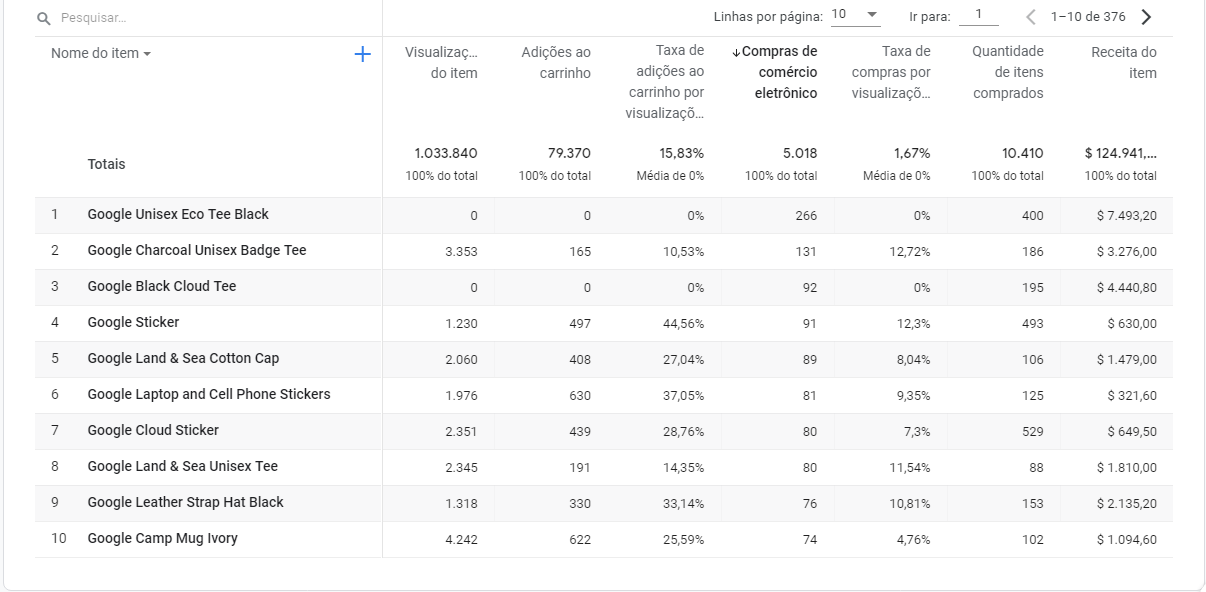 Pesquisar... Linhas por página: 10 Ir para: 1 1–10 de 376
Nome do item + Visualizaç... do item Adições ao carrinho Taxa de adições ao carrinho por visualizaçõ... ↓Compras de comércio eletrônico Taxa de compras por visualizaçõ... Quantidade de itens comprados Receita do item
Totais 1.033.840 79.370 15,83% 5.018 1,67% 10.410 $ 124.941,...
100% do total 100% do total Média de 0% 100% do total Média de 0% 100% do total 100% do total
1 Google Unisex Eco Tee Black 0 0 0% 266 0% 400 $ 7.493,20
2 Google Charcoal Unisex Badge Tee 3.353 165 10,53% 131 12,72% 186 $ 3.276,00
3 Google Black Cloud Tee 0 0 0% 92 0% 195 $ 4.440,80
4 Google Sticker 1.230 497 44,56% 91 12,3% 493 $ 630,00
5 Google Land & Sea Cotton Cap 2.060 408 27,04% 89 8,04% 106 $ 1.479,00
6 Google Laptop and Cell Phone Stickers 1.976 630 37,05% 81 9,35% 125 $ 321,60
7 Google Cloud Sticker 2.351 439 28,76% 80 7,3% 529 $ 649,50
8 Google Land & Sea Unisex Tee 2.345 191 14,35% 80 11,54% 88 $ 1.810,00
9 Google Leather Strap Hat Black 1.318 330 33,14% 76 10,81% 153 $ 2.135,20
10 Google Camp Mug Ivory 4.242 622 25,59% 74 4,76% 102 $ 1.094,60